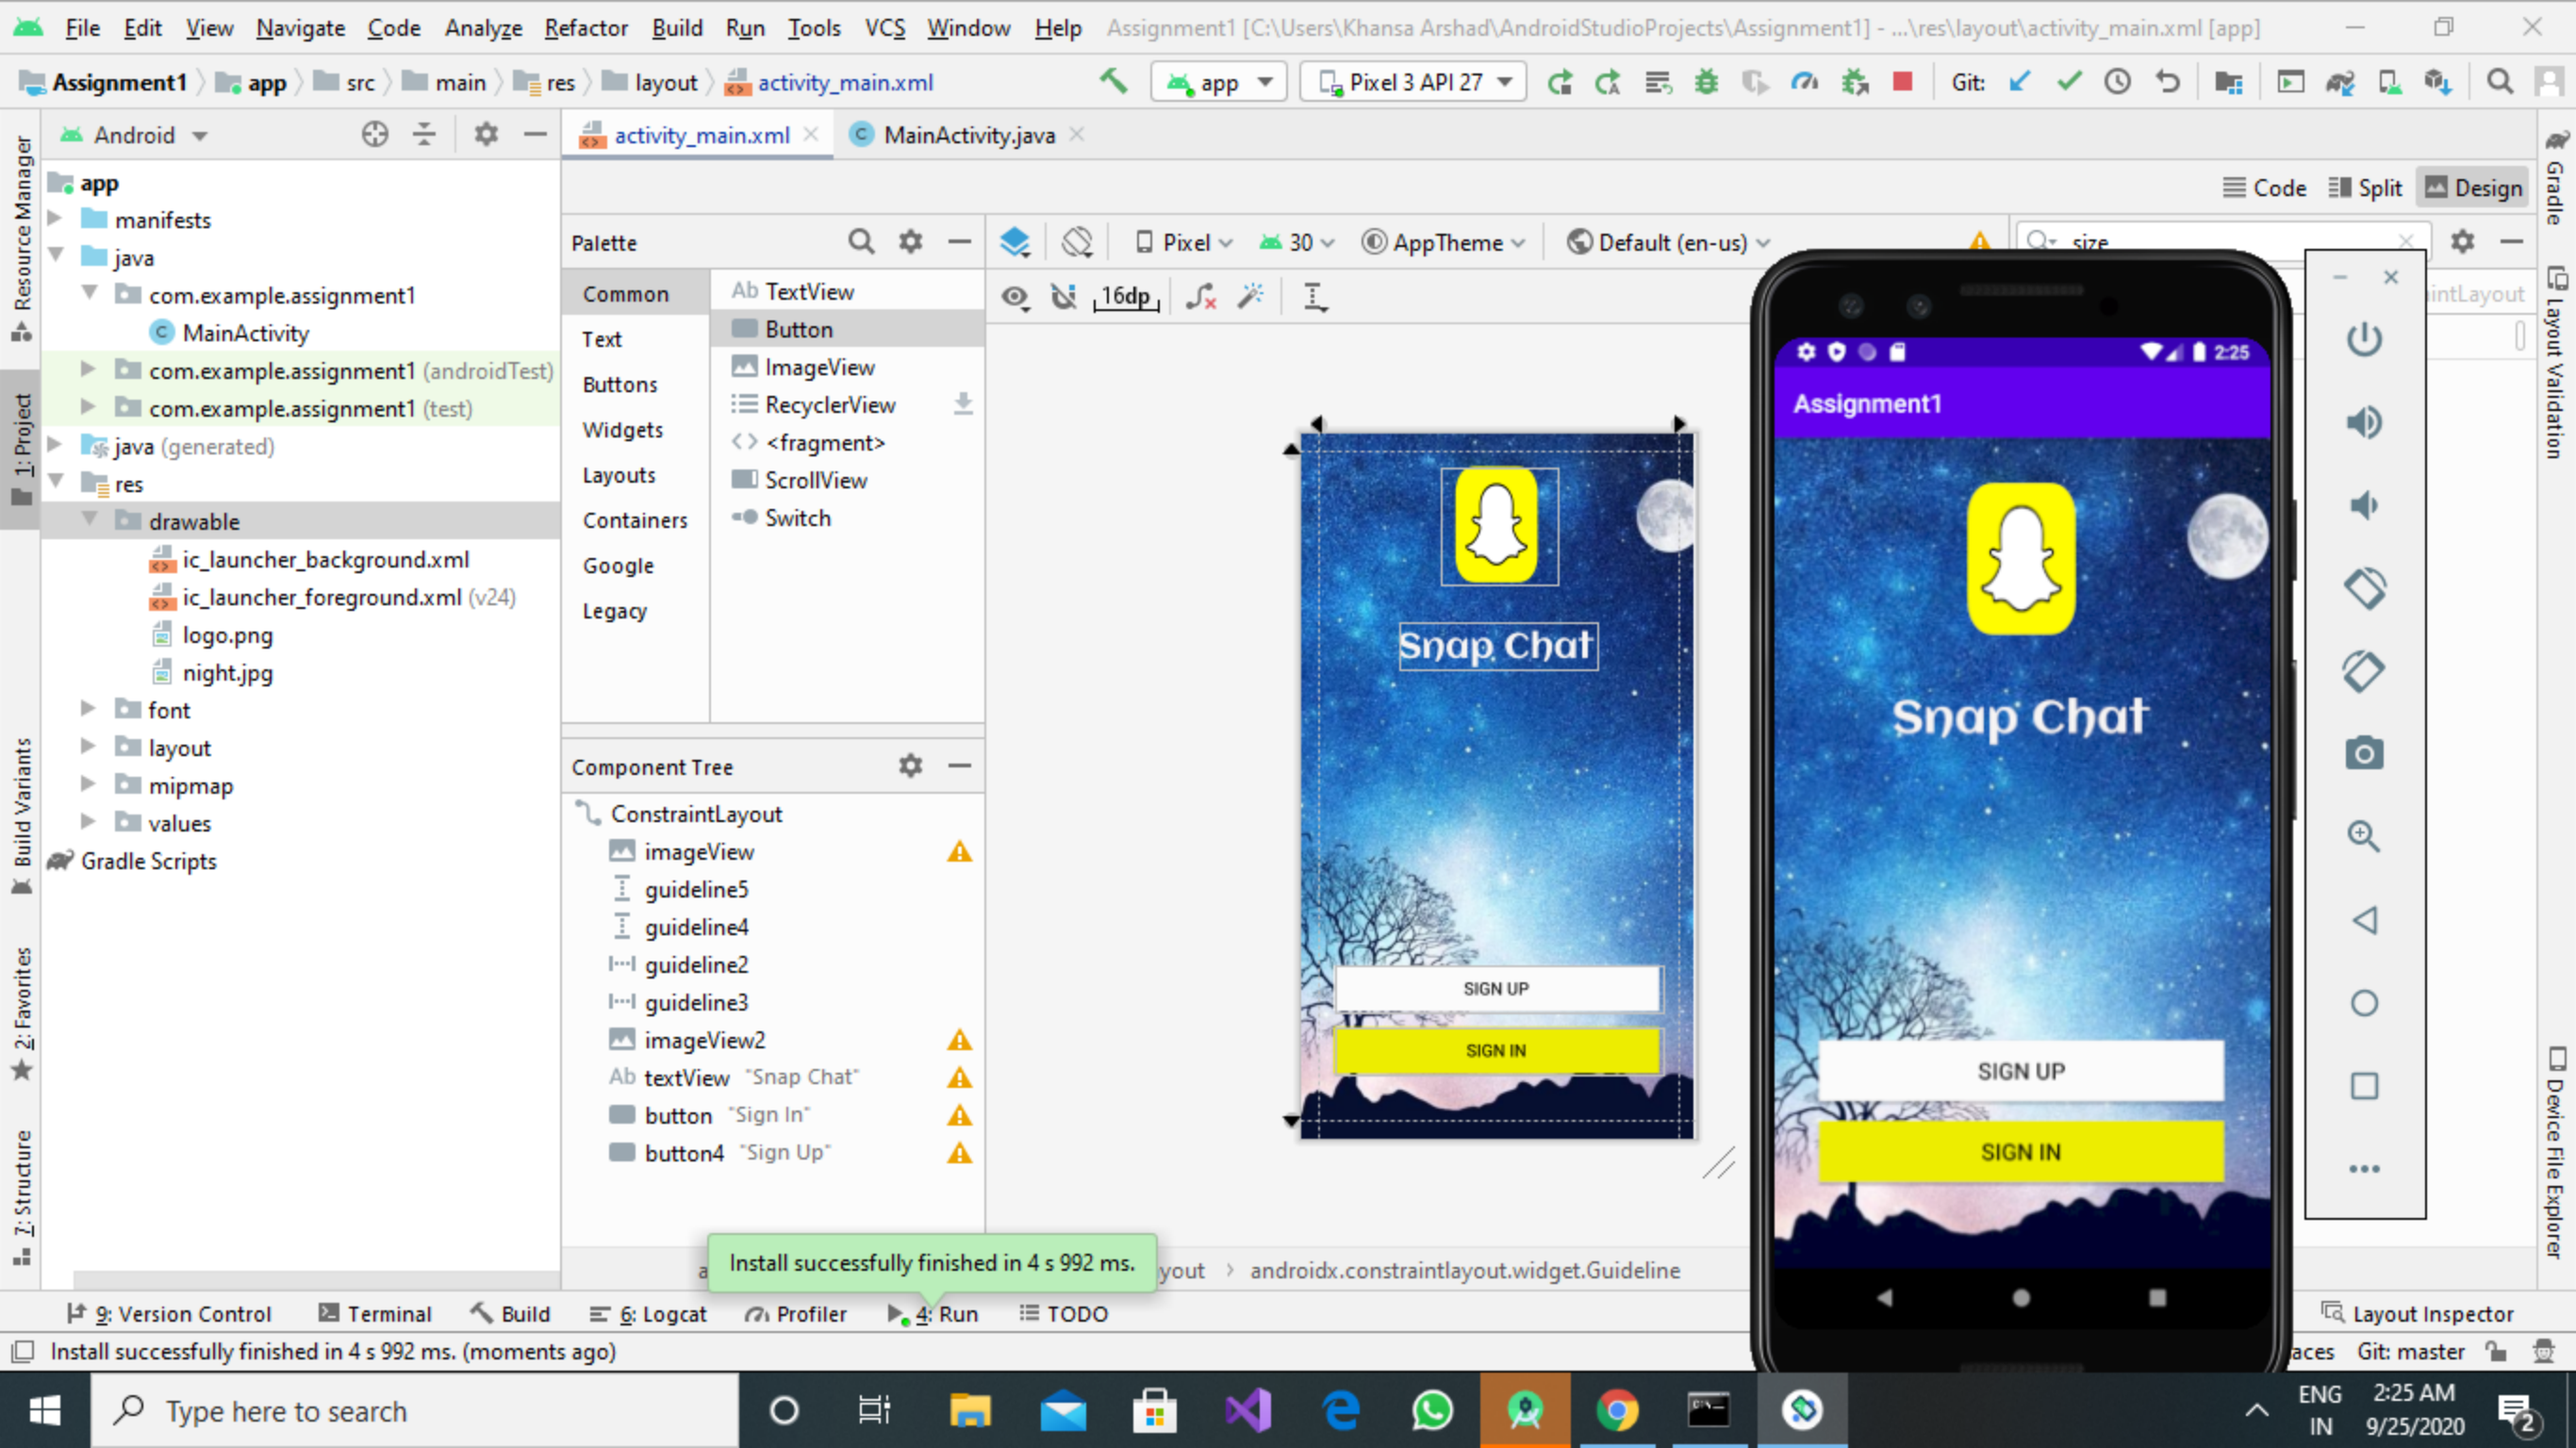 File Edit View Navigate Code Analyze Refactor Build Run Tools VCS Window Help Assignment1 [C:\Users\Khansa Arshad\AndroidStudioProjects\Assignment1] - ...\res\layout\activity_main.xml [app]
Assignment1 app src main res layout activity_main.xml app Pixel 3 API 27 Git:
Android
activity_main.xml MainActivity.java
Code Split Design
Resource Manager
1: Project
Build Variants
2: Favorites
7: Structure
app
manifests
java
com.example.assignment1
MainActivity
com.example.assignment1 (androidTest)
com.example.assignment1 (test)
java (generated)
res
drawable
ic_launcher_background.xml
ic_launcher_foreground.xml (v24)
logo.png
night.jpg
font
layout
mipmap
values
Gradle Scripts
Palette
Common
Text
Buttons
Widgets
Layouts
Containers
Google
Legacy
Ab TextView
Button
ImageView
RecyclerView
<fragment>
ScrollView
Switch
Component Tree
ConstraintLayout
imageView
guideline5
guideline4
guideline2
guideline3
imageView2
Ab textView "Snap Chat"
button "Sign In"
button4 "Sign Up"
Pixel 30 AppTheme Default (en-us)
16dp
size
intLayout
Snap Chat
SIGN UP
SIGN IN
2:25
Assignment1
Snap Chat
SIGN UP
SIGN IN
Gradle
Layout Validation
Device File Explorer
Install successfully finished in 4 s 992 ms.
yout androidx.constraintlayout.widget.Guideline
9: Version Control Terminal Build 6: Logcat Profiler 4: Run TODO Layout Inspector
Install successfully finished in 4 s 992 ms. (moments ago) aces Git: master
Type here to search
ENG
IN
2:25 AM
9/25/2020
2